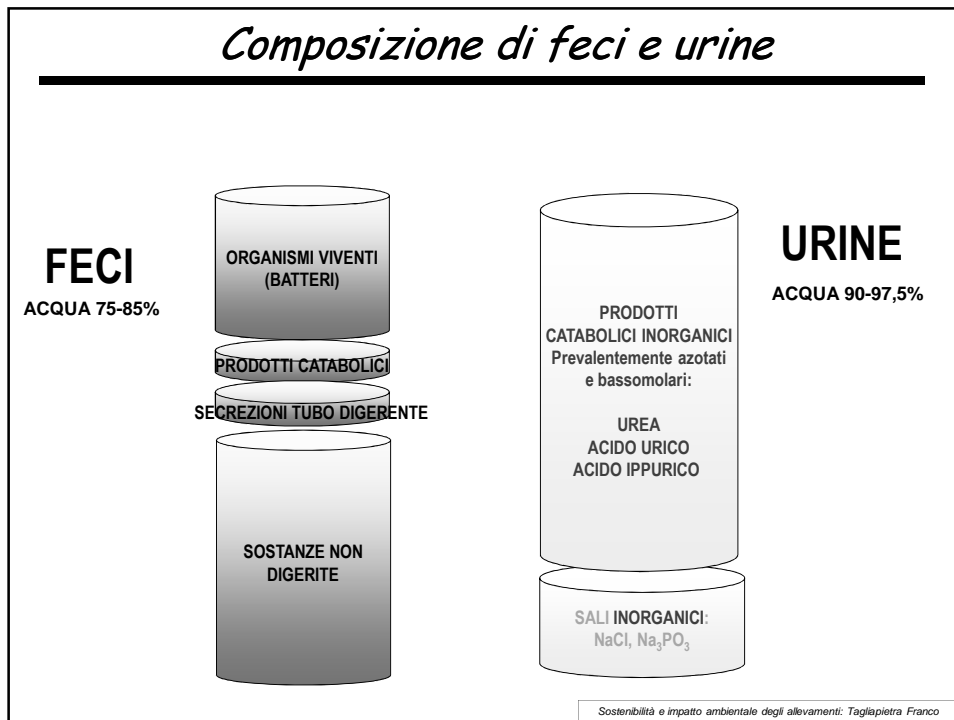 Composizione di feci e urine
FECI
ACQUA 75-85%
ORGANISMI VIVENTI
(BATTERI)
PRODOTTI CATABOLICI
SECREZIONI TUBO DIGERENTE
SOSTANZE NON
DIGERITE
URINE
ACQUA 90-97,5%
PRODOTTI
CATABOLICI INORGANICI
Prevalentemente azotati
e bassomolari:
UREA
ACIDO URICO
ACIDO IPPURICO
SALI INORGANICI:
NaCl, Na₃PO₃
Sostenibilità e impatto ambientale degli allevamenti: Tagliapietra Franco